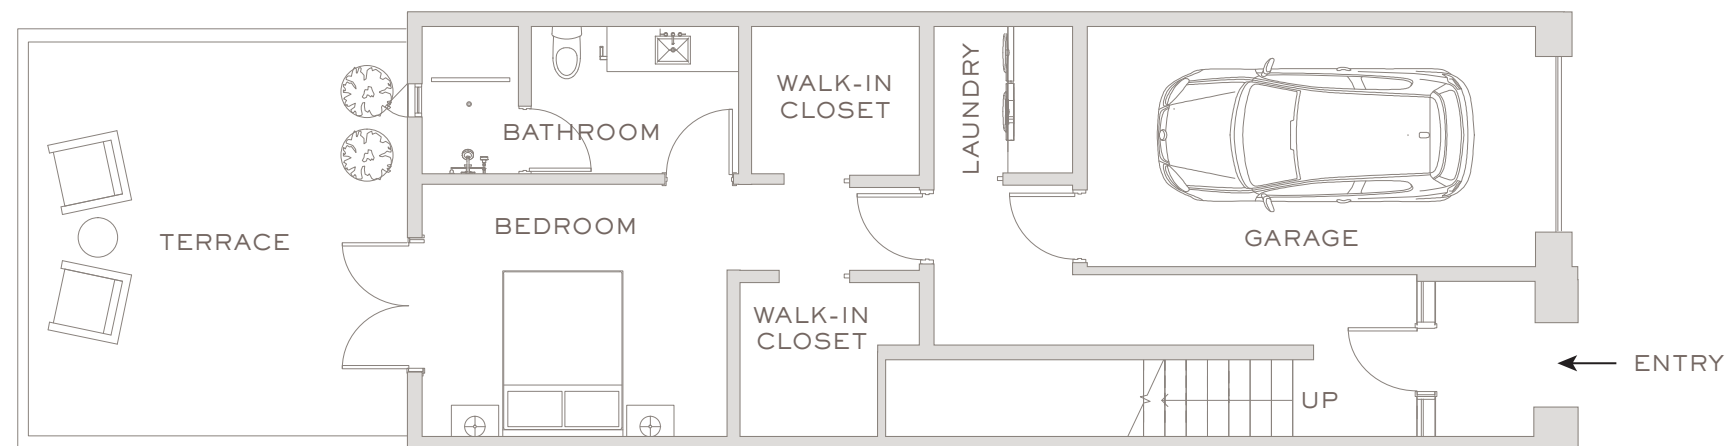 WALK-IN
CLOSET
LAUNDRY
BATHROOM
BEDROOM
TERRACE
GARAGE
WALK-IN
CLOSET
ENTRY
UP